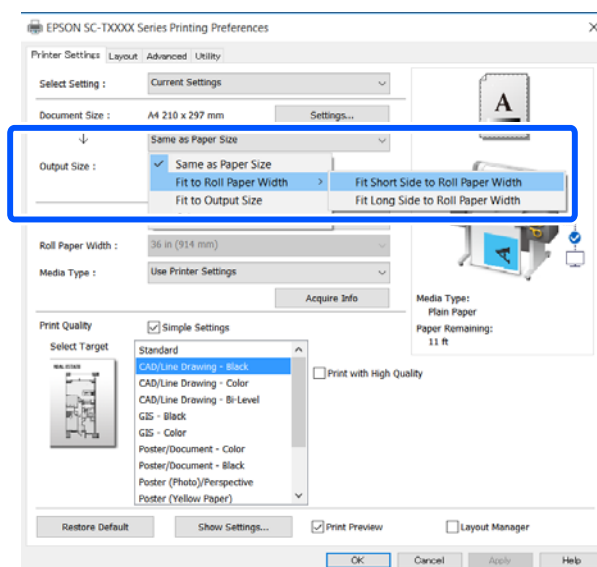 EPSON SC-TXXXX Series Printing Preferences
Printer Settings Layout Advanced Utility
Select Setting : Current Settings
Document Size : A4 210 x 297 mm Settings...
Same as Paper Size
Output Size : Same as Paper Size
Fit to Roll Paper Width Fit Short Side to Roll Paper Width
Fit to Output Size Fit Long Side to Roll Paper Width
Roll Paper Width : 36 in (914 mm)
Media Type : Use Printer Settings
Acquire Info
A
A
Media Type:
Plain Paper
Paper Remaining:
11 ft
Print Quality Simple Settings
Select Target
REAL ESTATE
Standard
CAD/Line Drawing - Black
CAD/Line Drawing - Color
CAD/Line Drawing - Bi-Level
GIS - Black
GIS - Color
Poster/Document - Color
Poster/Document - Black
Poster (Photo)/Perspective
Poster (Yellow Paper)
Print with High Quality
Restore Default Show Settings... Print Preview Layout Manager
OK Cancel Apply Help